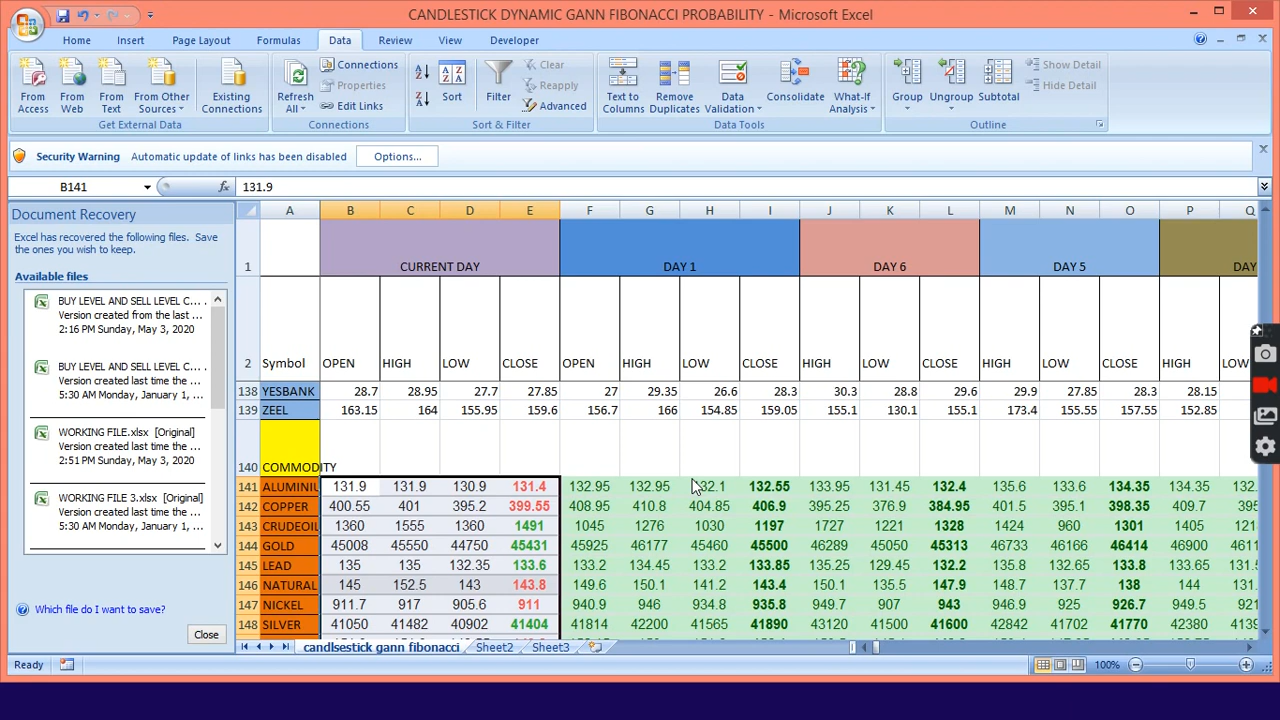 CANDLESTICK DYNAMIC GANN FIBONACCI PROBABILITY - Microsoft Excel
Home Insert Page Layout Formulas Data Review View Developer
From Access From Web From Text From Other Sources Existing Connections Refresh All Connections Properties Edit Links Sort Filter Clear Reapply Advanced Text to Columns Remove Duplicates Data Validation Consolidate What-If Analysis Group Ungroup Subtotal Show Detail Hide Detail
Get External Data Connections Sort & Filter Data Tools Outline
Security Warning Automatic update of links has been disabled Options...
B141 fx 131.9
Document Recovery
Excel has recovered the following files. Save
the ones you wish to keep.
Available files
BUY LEVEL AND SELL LEVEL C...
Version created from the last ...
2:16 PM Sunday, May 3, 2020
BUY LEVEL AND SELL LEVEL C...
Version created last time the ...
5:30 AM Monday, January 1, ...
WORKING FILE.xlsx [Original]
Version created last time the ...
2:51 PM Sunday, May 3, 2020
WORKING FILE 3.xlsx [Original]
Version created last time the ...
5:30 AM Monday, January 1, ...
Which file do I want to save?
Close
A B C D E F G H I J K L M N O P Q
1 CURRENT DAY DAY 1 DAY 6 DAY 5 DAY
2 Symbol OPEN HIGH LOW CLOSE OPEN HIGH LOW CLOSE HIGH LOW CLOSE HIGH LOW CLOSE HIGH LOW
138 YESBANK 28.7 28.95 27.7 27.85 27 29.35 26.6 28.3 30.3 28.8 29.6 29.9 27.85 28.3 28.15
139 ZEEL 163.15 164 155.95 159.6 156.7 166 154.85 159.05 155.1 130.1 155.1 173.4 155.55 157.55 152.85
140 COMMODITY
141 ALUMINIU 131.9 131.9 130.9 131.4 132.95 132.95 132.1 132.55 133.95 131.45 132.4 135.6 133.6 134.35 134.35 132.
142 COPPER 400.55 401 395.2 399.55 408.95 410.8 404.85 406.9 395.25 376.9 384.95 401.5 395.1 398.35 409.7 395
143 CRUDEOIL 1360 1555 1360 1491 1045 1276 1030 1197 1727 1221 1328 1424 960 1301 1405 121
144 GOLD 45008 45550 44750 45431 45925 46177 45460 45500 46289 45050 45313 46733 46166 46414 46900 4611
145 LEAD 135 135 132.35 133.6 133.2 134.45 133.2 133.85 135.25 129.45 132.2 135.8 132.65 133.8 133.65 131.
146 NATURAL 145 152.5 143 143.8 149.6 150.1 141.2 143.4 150.1 135.5 147.9 148.7 137.7 138 144 131.
147 NICKEL 911.7 917 905.6 911 940.9 946 934.8 935.8 949.7 907 943 946.9 925 926.7 949.5
148 SILVER 41050 41482 40902 41404 41814 42200 41565 41890 43120 41500 41600 42842 41700 41770 42380
candlsestick gann fibonacci Sheet2 Sheet3
Ready 100%